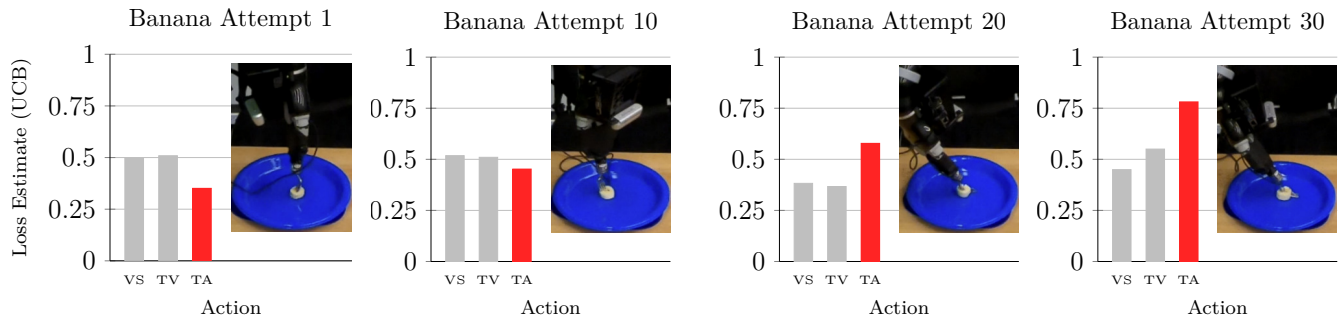 Banana Attempt 1
Loss Estimate (UCB)
1
0.75
0.5
0.25
0
VS TV TA
Action
Banana Attempt 10
1
0.75
0.5
0.25
0
VS TV TA
Action
Banana Attempt 20
1
0.75
0.5
0.25
0
VS TV TA
Action
Banana Attempt 30
1
0.75
0.5
0.25
0
VS TV TA
Action